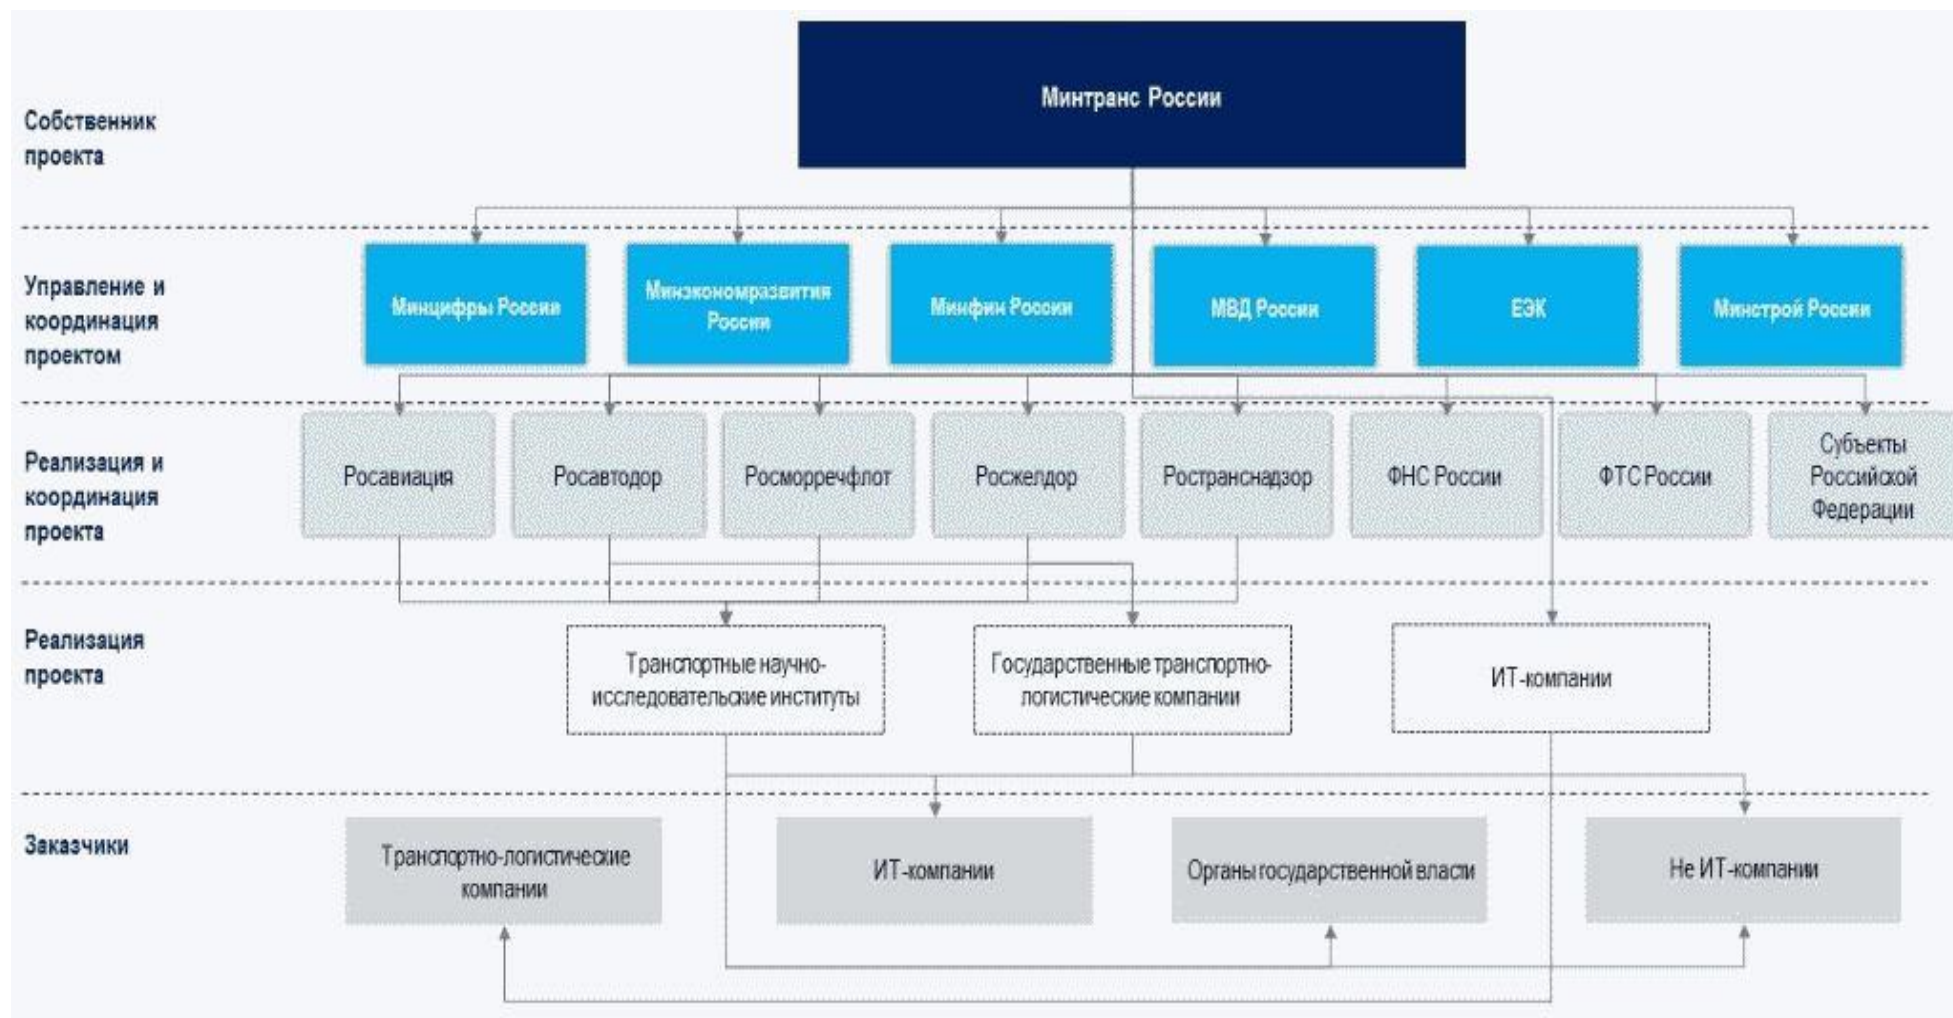 Минтранс России
Собственник
проекта
Управление и
координация
проектом
Минцифры России
Минэкономразвития
России
Минфин России
МВД России
ЕЭК
Минстрой России
Реализация и
координация
проекта
Росавиация
Росавтодор
Росморречфлот
Росжелдор
Ространснадзор
ФНС России
ФТС России
Субъекты
Российской
Федерации
Реализация
проекта
Транспортные научно-
исследовательские институты
Государственные транспортно-
логистические компании
ИТ-компании
Заказчики
Транспортно-логистические
компании
ИТ-компании
Органы государственной власти
Не ИТ-компании